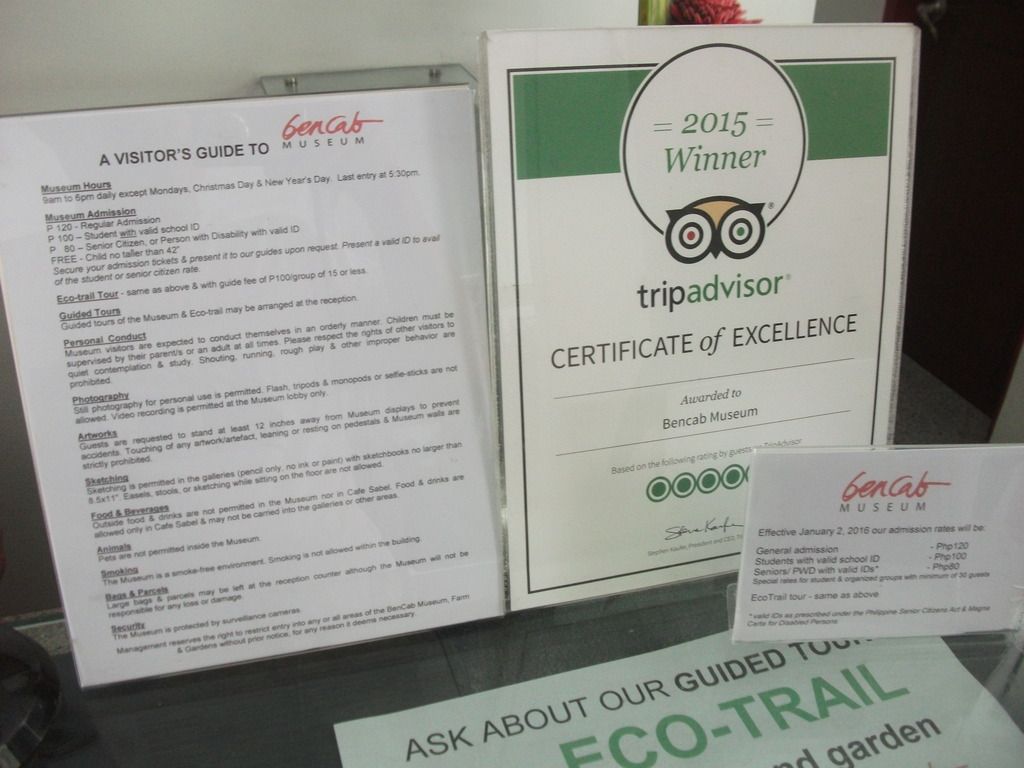 A VISITOR'S GUIDE TO BenCab
MUSEUM
Museum Hours
9am to 6pm daily except Mondays, Christmas Day & New Year's Day. Last entry at 5:30pm.
Museum Admission
P 120 - Regular Admission
P 100 – Student with valid school ID
P 80 – Senior Citizen, or Person with Disability with valid ID
FREE - Child no taller than 42"
Secure your admission tickets & present it to our guides upon request. Present a valid ID to avail
of the student or senior citizen rate.
Eco-trail Tour - same as above & with guide fee of P100/group of 15 or less.
Guided Tours
Guided tours of the Museum & Eco-trail may be arranged at the reception.
Personal Conduct
Museum visitors are expected to conduct themselves in an orderly manner. Children must be
supervised by their parent/s or an adult at all times. Please respect the rights of other visitors to
quiet contemplation & study. Shouting, running, rough play & other improper behavior are
prohibited.
Photography
Still photography for personal use is permitted. Flash, tripods & monopods or selfie-sticks are not
allowed. Video recording is permitted at the Museum lobby only.
Artworks
Guests are requested to stand at least 12 inches away from Museum displays to prevent
accidents. Touching of any artwork/artefact, leaning or resting on pedestals & Museum walls are
strictly prohibited.
Sketching
Sketching is permitted in the galleries (pencil only, no ink or paint) with sketchbooks no larger than
8.5x11". Easels, stools, or sketching while sitting on the floor are not allowed.
Food & Beverages
Outside food & drinks are not permitted in the Museum nor in Cafe Sabel. Food & drinks are
allowed only in Cafe Sabel & may not be carried into the galleries or other areas.
Animals
Pets are not permitted inside the Museum.
Smoking
The Museum is a smoke-free environment. Smoking is not allowed within the building.
Bags & Parcels
Large bags & parcels may be left at the reception counter although the Museum will not be
responsible for any loss or damage.
Security
The Museum is protected by surveillance cameras.
Management reserves the right to restrict entry into any or all areas of the BenCab Museum, Farm
& Gardens without prior notice, for any reason it deems necessary.
= 2015 =
Winner
tripadvisor®
CERTIFICATE of EXCELLENCE
Awarded to
Bencab Museum
Based on the following rating by guests on TripAdvisor
Stephen Kaufer, President and CEO,
BenCab
MUSEUM
Effective January 2, 2016 our admission rates will be:
General admission - Php120
Students with valid school ID - Php100
Seniors/ PWD with valid IDs* - Php80
Special rates for student & organized groups with minimum of 30 guests
EcoTrail tour - same as above
*valid IDs as prescribed under the Philippine Senior Citizens Act & Magna
Carta for Disabled Persons
ASK ABOUT OUR GUIDED TOUR
ECO-TRAIL
garden